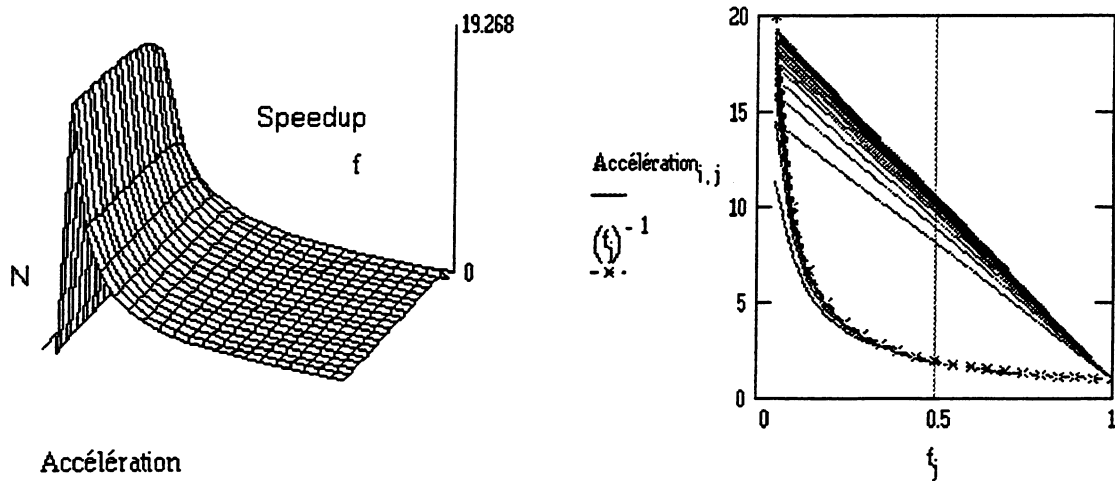 19.268
Speedup
f
N
0
Accélération
20
15
10
5
0
Accélération i,j
(f j)^-1
0
0.5
1
f j